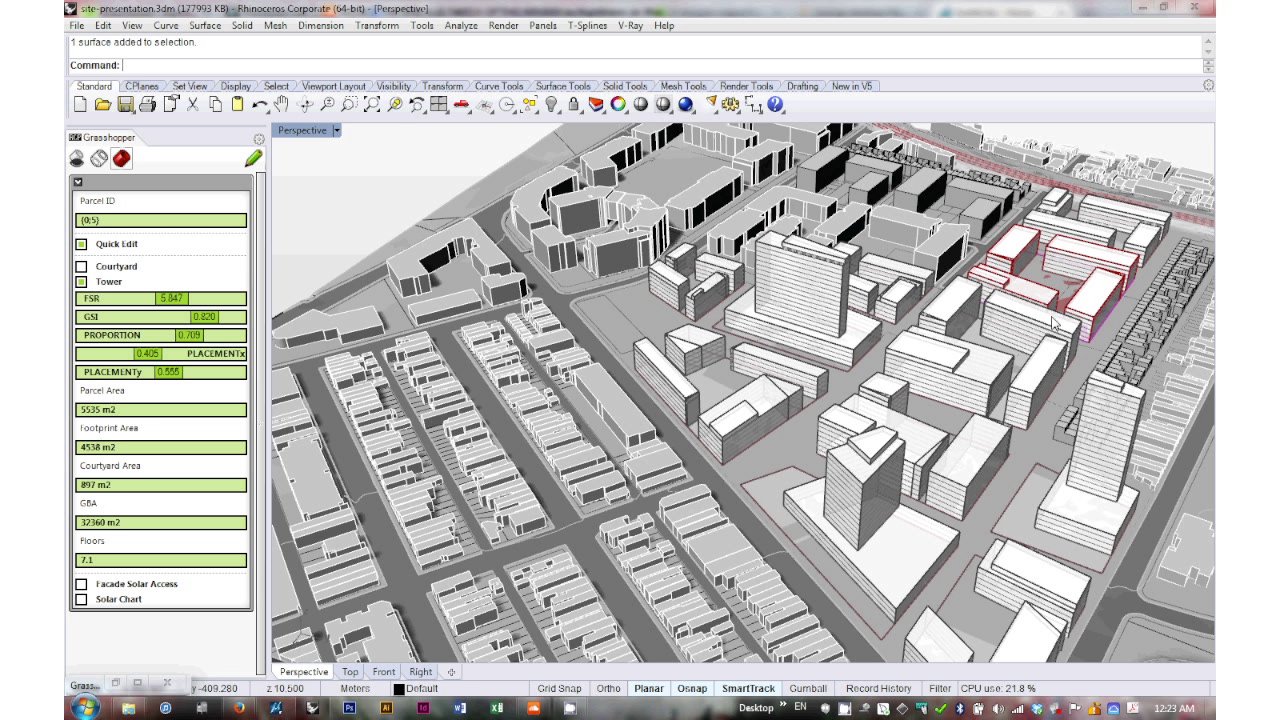 site-presentation.3dm (177993 KB) - Rhinoceros Corporate (64-bit) - [Perspective]
File Edit View Curve Surface Solid Mesh Dimension Transform Tools Analyze Render Panels T-Splines V-Ray Help
1 surface added to selection.
Command:
Standard CPlanes Set View Display Select Viewport Layout Visibility Transform Curve Tools Surface Tools Solid Tools Mesh Tools Render Tools Drafting New in V5
Grasshopper
Perspective
Parcel ID
{0;5}
Quick Edit
Courtyard
Tower
FSR 5.847
GSI 0.820
PROPORTION 0.709
0.405 PLACEMENTx
PLACEMENTy 0.555
Parcel Area
5535 m2
Footprint Area
4538 m2
Courtyard Area
897 m2
GBA
32360 m2
Floors
7.1
Facade Solar Access
Solar Chart
Perspective Top Front Right
Grass...
y -409.280 z 10.500 Meters Default Grid Snap Ortho Planar Osnap SmartTrack Gumball Record History Filter CPU use: 21.8 %
Desktop » EN 12:23 AM